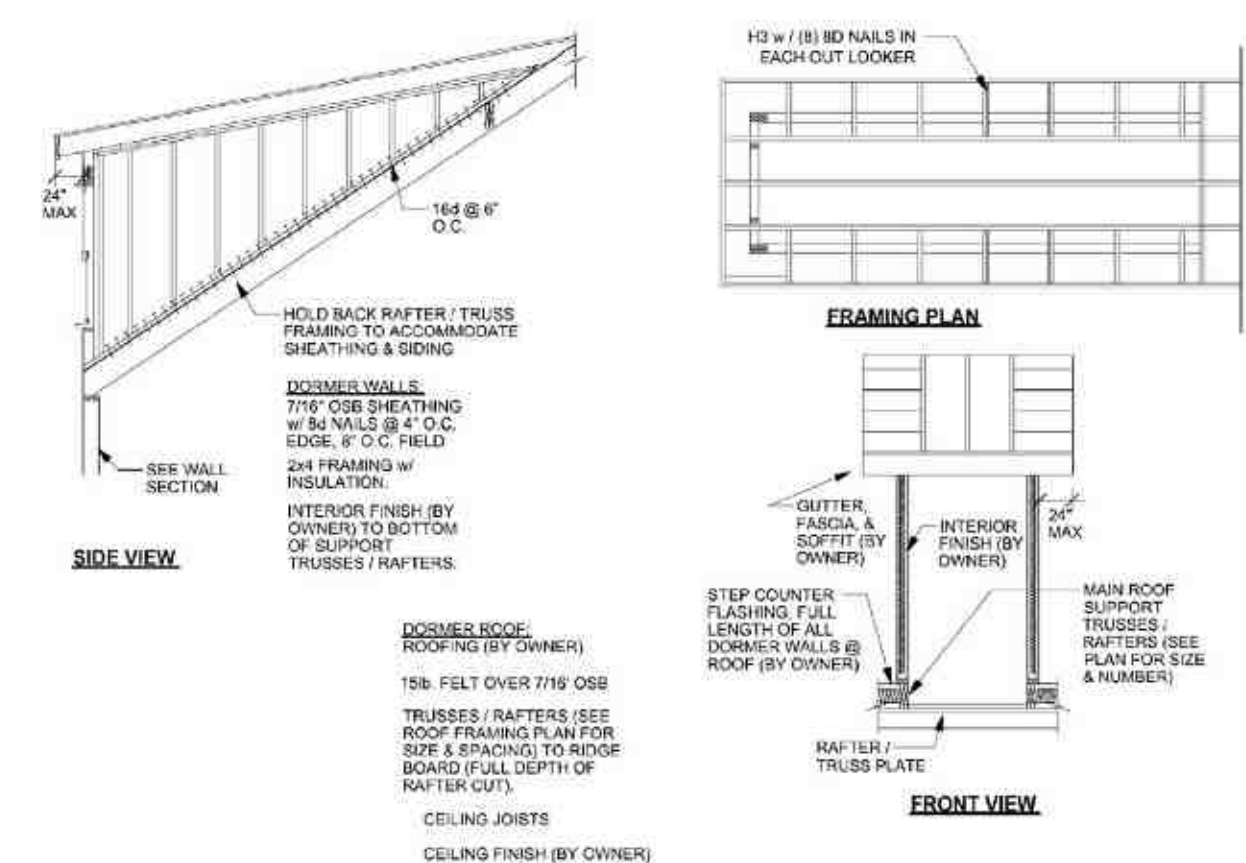 H3 w / (8) 8D NAILS IN
EACH OUT LOOKER
24"
MAX
16d @ 6"
O.C.
HOLD BACK RAFTER / TRUSS
FRAMING TO ACCOMMODATE
SHEATHING & SIDING
SEE WALL
SECTION
SIDE VIEW
DORMER WALLS:
7/16" OSB SHEATHING
w/ 8d NAILS @ 4" O.C.
EDGE, 8" O.C. FIELD
2x4 FRAMING w/
INSULATION.
INTERIOR FINISH (BY
OWNER) TO BOTTOM
OF SUPPORT
TRUSSES / RAFTERS.
DORMER ROOF:
ROOFING (BY OWNER)
15lb. FELT OVER 7/16' OSB
TRUSSES / RAFTERS (SEE
ROOF FRAMING PLAN FOR
SIZE & SPACING) TO RIDGE
BOARD (FULL DEPTH OF
RAFTER CUT).
CEILING JOISTS
CEILING FINISH (BY OWNER)
FRAMING PLAN
GUTTER,
FASCIA, &
SOFFIT (BY
OWNER)
INTERIOR
FINISH (BY
OWNER)
24"
MAX
STEP COUNTER
FLASHING, FULL
LENGTH OF ALL
DORMER WALLS @
ROOF (BY OWNER)
MAIN ROOF
SUPPORT
TRUSSES /
RAFTERS (SEE
PLAN FOR SIZE
& NUMBER)
RAFTER /
TRUSS PLATE
FRONT VIEW